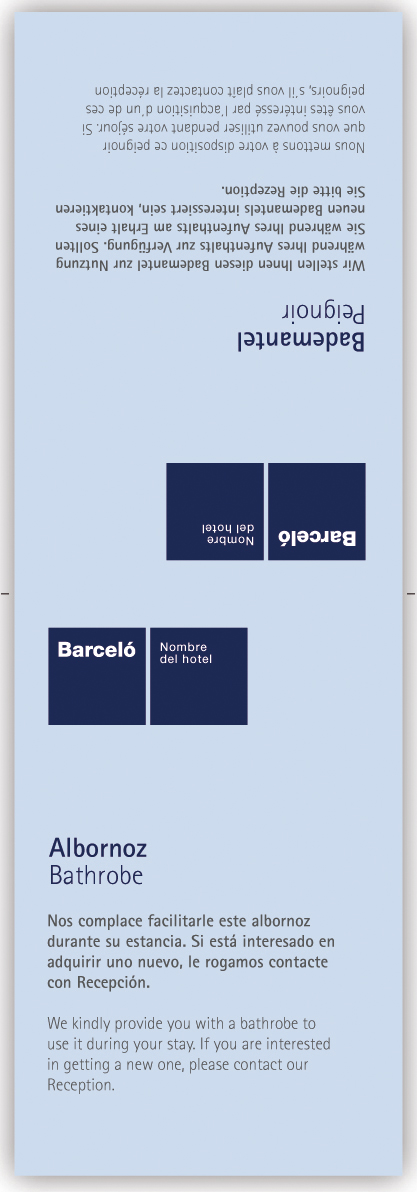 Nous mettons à votre disposition ce peignoir
que vous pouvez utiliser pendant votre séjour. Si
vous êtes intéressé par l'acquisition d'un de ces
peignoirs, s'il vous plaît contactez la réception
Wir stellen Ihnen diesen Bademantel zur Nutzung
während Ihres Aufenthalts zur Verfügung. Sollten
Sie während Ihres Aufenthalts am Erhalt eines
neuen Bademantels interessiert sein, kontaktieren
Sie bitte die Rezeption.
Bademantel
Peignoir
Barceló
Nombre
del hotel
Barceló
Nombre
del hotel
Albornoz
Bathrobe
Nos complace facilitarle este albornoz
durante su estancia. Si está interesado en
adquirir uno nuevo, le rogamos contacte
con Recepción.
We kindly provide you with a bathrobe to
use it during your stay. If you are interested
in getting a new one, please contact our
Reception.